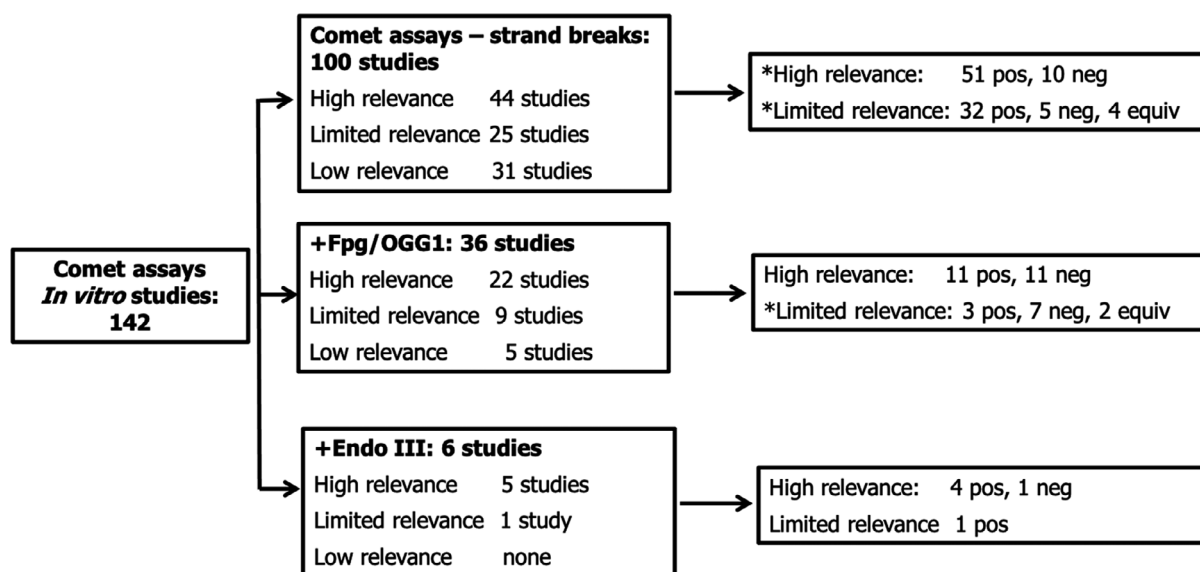 Comet assays
In vitro studies:
142
Comet assays – strand breaks:
100 studies
High relevance 44 studies
Limited relevance 25 studies
Low relevance 31 studies
*High relevance: 51 pos, 10 neg
*Limited relevance: 32 pos, 5 neg, 4 equiv
+Fpg/OGG1: 36 studies
High relevance 22 studies
Limited relevance 9 studies
Low relevance 5 studies
High relevance: 11 pos, 11 neg
*Limited relevance: 3 pos, 7 neg, 2 equiv
+Endo III: 6 studies
High relevance 5 studies
Limited relevance 1 study
Low relevance none
High relevance: 4 pos, 1 neg
Limited relevance 1 pos